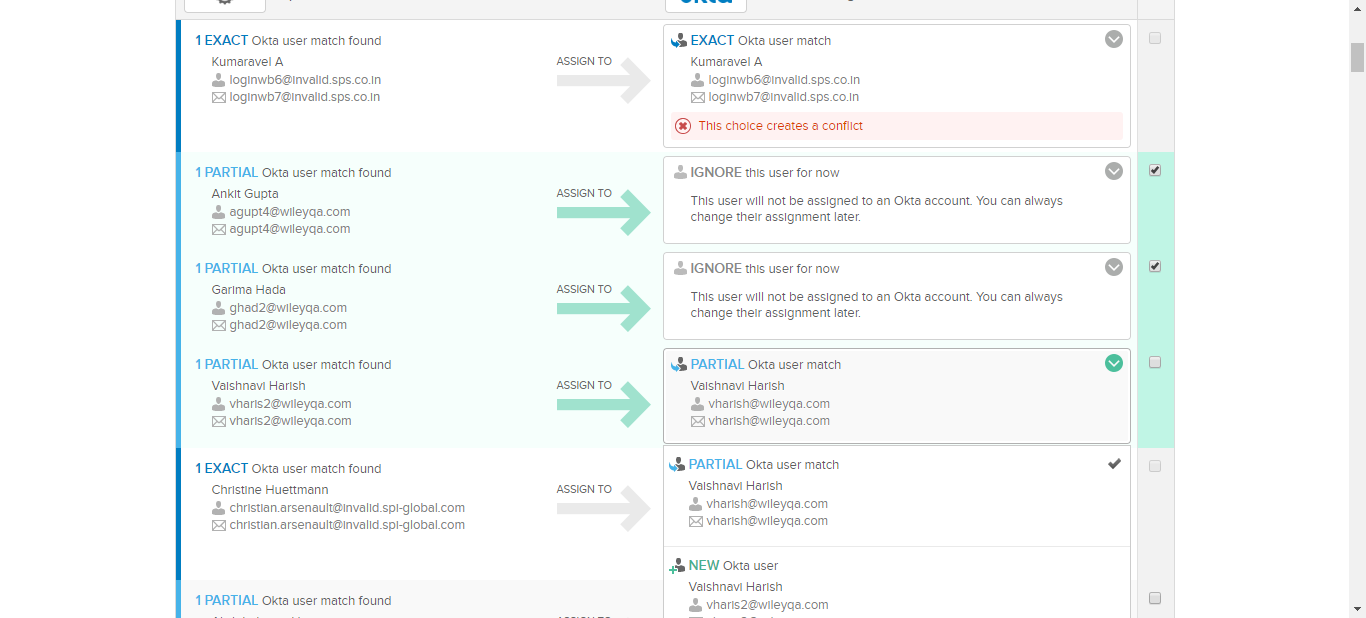 okta
1 EXACT Okta user match found
Kumaravel A
loginwb6@invalid.sps.co.in
loginwb7@invalid.sps.co.in
ASSIGN TO
EXACT Okta user match
Kumaravel A
loginwb6@invalid.sps.co.in
loginwb7@invalid.sps.co.in
This choice creates a conflict
1 PARTIAL Okta user match found
Ankit Gupta
agupt4@wileyqa.com
agupt4@wileyqa.com
ASSIGN TO
IGNORE this user for now
This user will not be assigned to an Okta account. You can always
change their assignment later.
1 PARTIAL Okta user match found
Garima Hada
ghad2@wileyqa.com
ghad2@wileyqa.com
ASSIGN TO
IGNORE this user for now
This user will not be assigned to an Okta account. You can always
change their assignment later.
1 PARTIAL Okta user match found
Vaishnavi Harish
vharis2@wileyqa.com
vharis2@wileyqa.com
ASSIGN TO
PARTIAL Okta user match
Vaishnavi Harish
vharish@wileyqa.com
vharish@wileyqa.com
1 EXACT Okta user match found
Christine Huettmann
christian.arsenault@invalid.spi-global.com
christian.arsenault@invalid.spi-global.com
ASSIGN TO
PARTIAL Okta user match
Vaishnavi Harish
vharish@wileyqa.com
vharish@wileyqa.com
NEW Okta user
Vaishnavi Harish
vharis2@wileyqa.com
1 PARTIAL Okta user match found
ASSIGN TO